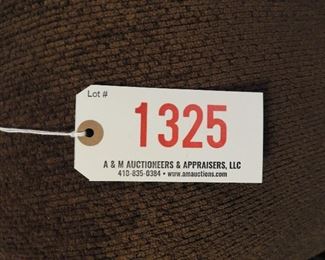 Lot #
1325
A & M AUCTIONEERS & APPRAISERS, LLC
410-835-0384 • www.amauctions.com